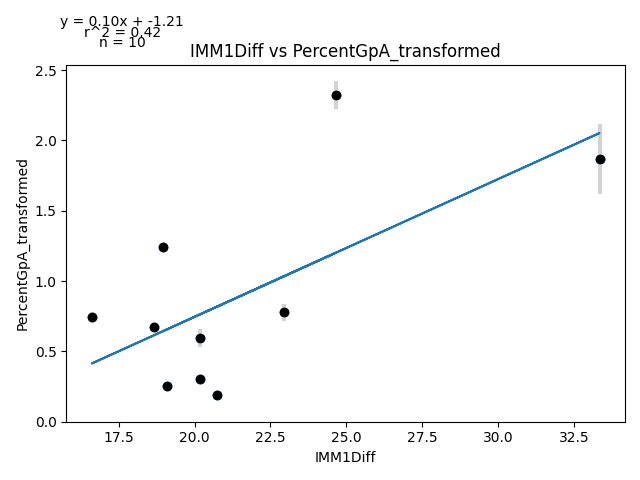 y = 0.10x + -1.21
r^2 = 0.42
n = 10
IMM1Diff vs PercentGpA_transformed
2.5
2.0
1.5
1.0
0.5
0.0
PercentGpA_transformed
17.5 20.0 22.5 25.0 27.5 30.0 32.5
IMM1Diff